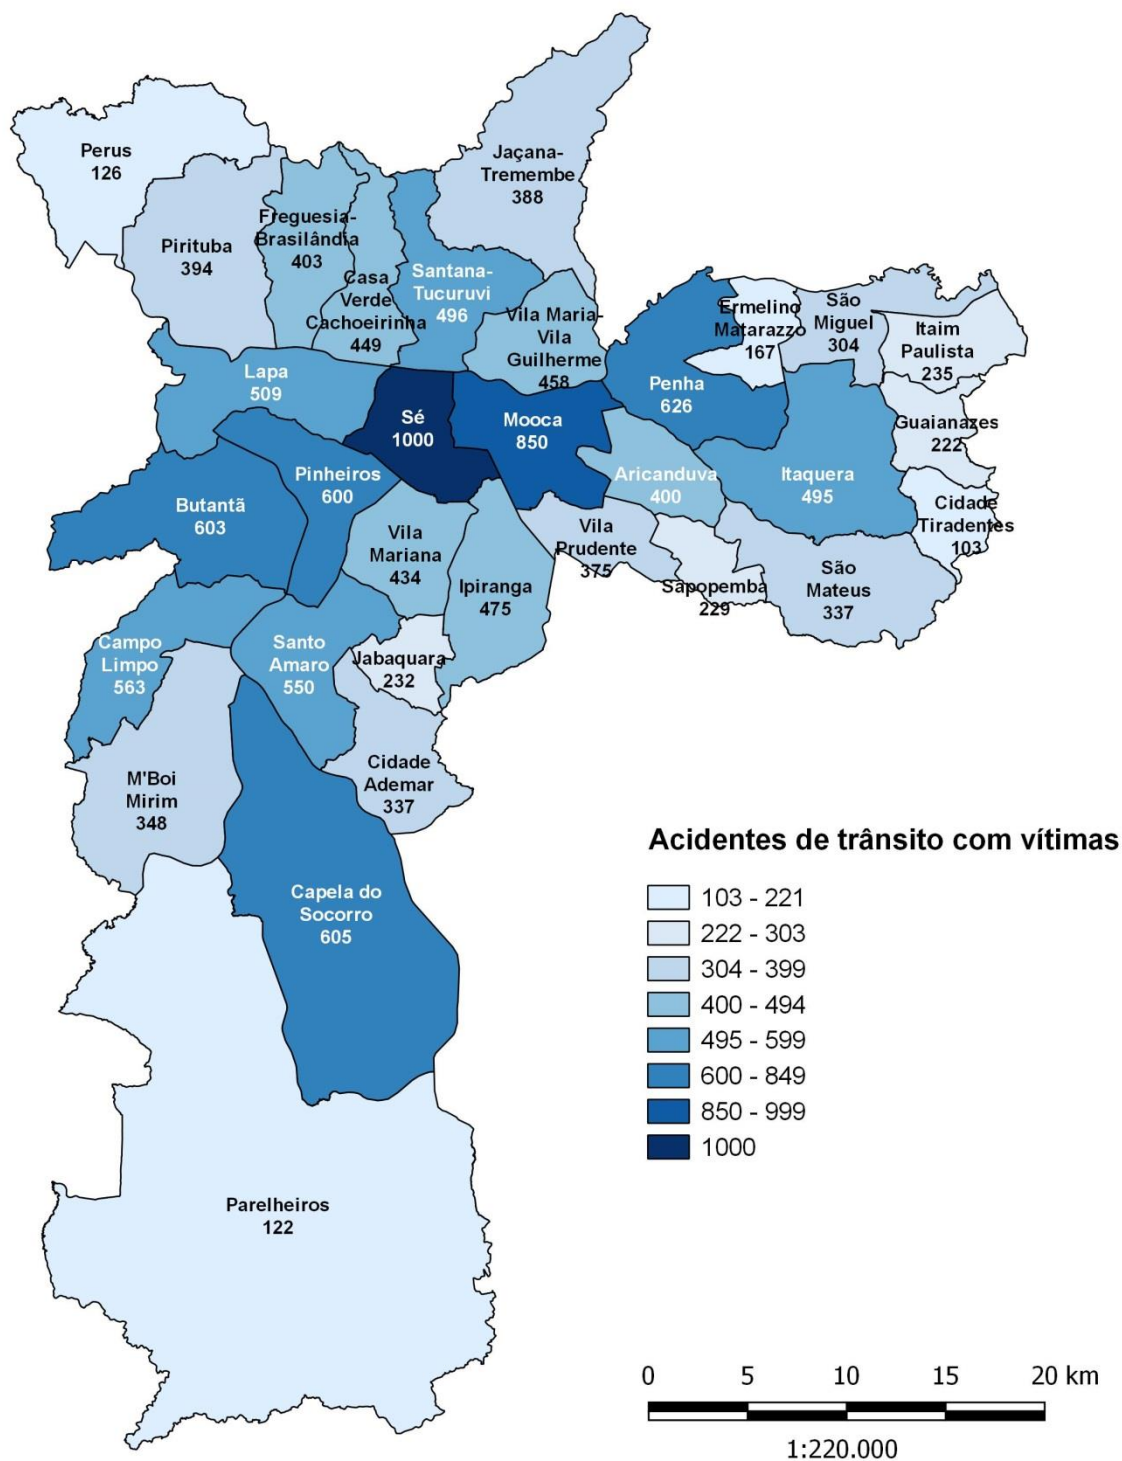 Perus
126
Jaçana-
Tremembe
388
Pirituba
394
Freguesia-
Brasilândia
403
Casa
Verde
Cachoeirinha
449
Santana-
Tucuruvi
496
Vila Maria-
Vila
Guilherme
458
Ermelino
Matarazzo
167
São
Miguel
304
Itaim
Paulista
235
Lapa
509
Sé
1000
Mooca
850
Penha
626
Guaianazes
222
Pinheiros
600
Aricanduva
400
Itaquera
495
Cidade
Tiradentes
103
Butantã
603
Vila
Mariana
434
Ipiranga
475
Vila
Prudente
375
Sapopemba
229
São
Mateus
337
Campo
Limpo
563
Santo
Amaro
550
Jabaquara
232
M'Boi
Mirim
348
Cidade
Ademar
337
Capela do
Socorro
605
Parelheiros
122
Acidentes de trânsito com vítimas
103 - 221
222 - 303
304 - 399
400 - 494
495 - 599
600 - 849
850 - 999
1000
0 5 10 15 20 km
1:220.000